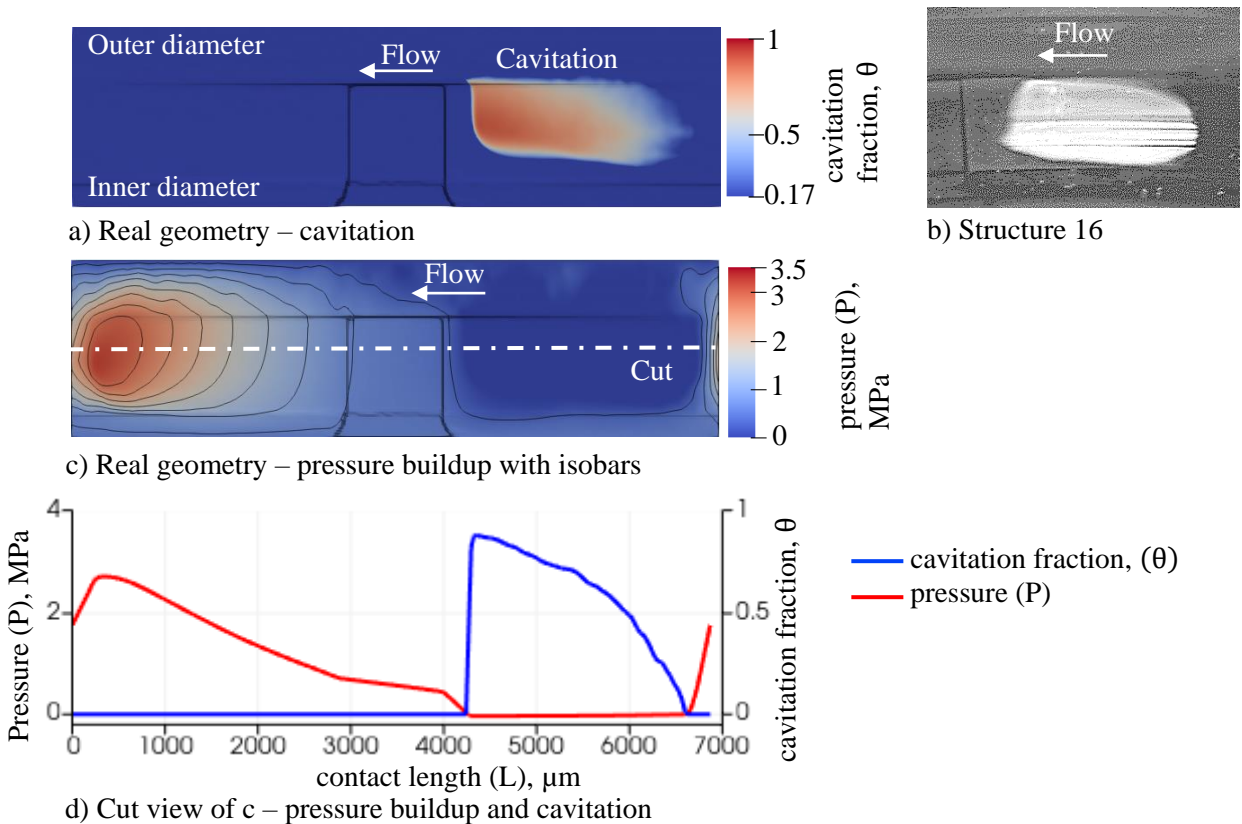 Outer diameter
Flow
Cavitation
Inner diameter
1
0.5
0.17
cavitation
fraction, θ
a) Real geometry – cavitation
Flow
b) Structure 16
Flow
Cut
3.5
3
2
1
0
pressure (P),
MPa
c) Real geometry – pressure buildup with isobars
Pressure (P), MPa
4
2
0
1
0.5
0
cavitation fraction, θ
0 1000 2000 3000 4000 5000 6000 7000
contact length (L), µm
cavitation fraction, (θ)
pressure (P)
d) Cut view of c – pressure buildup and cavitation